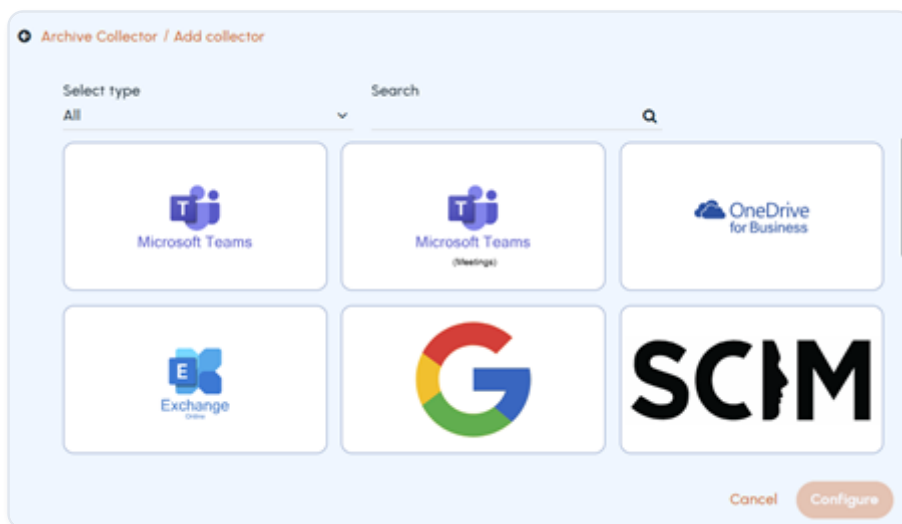 Archive Collector / Add collector
Select type
Search
All
T
Microsoft Teams
T
Microsoft Teams
(Meetings)
OneDrive
for Business
E
Exchange
Online
G
SCIM
Cancel
Configure